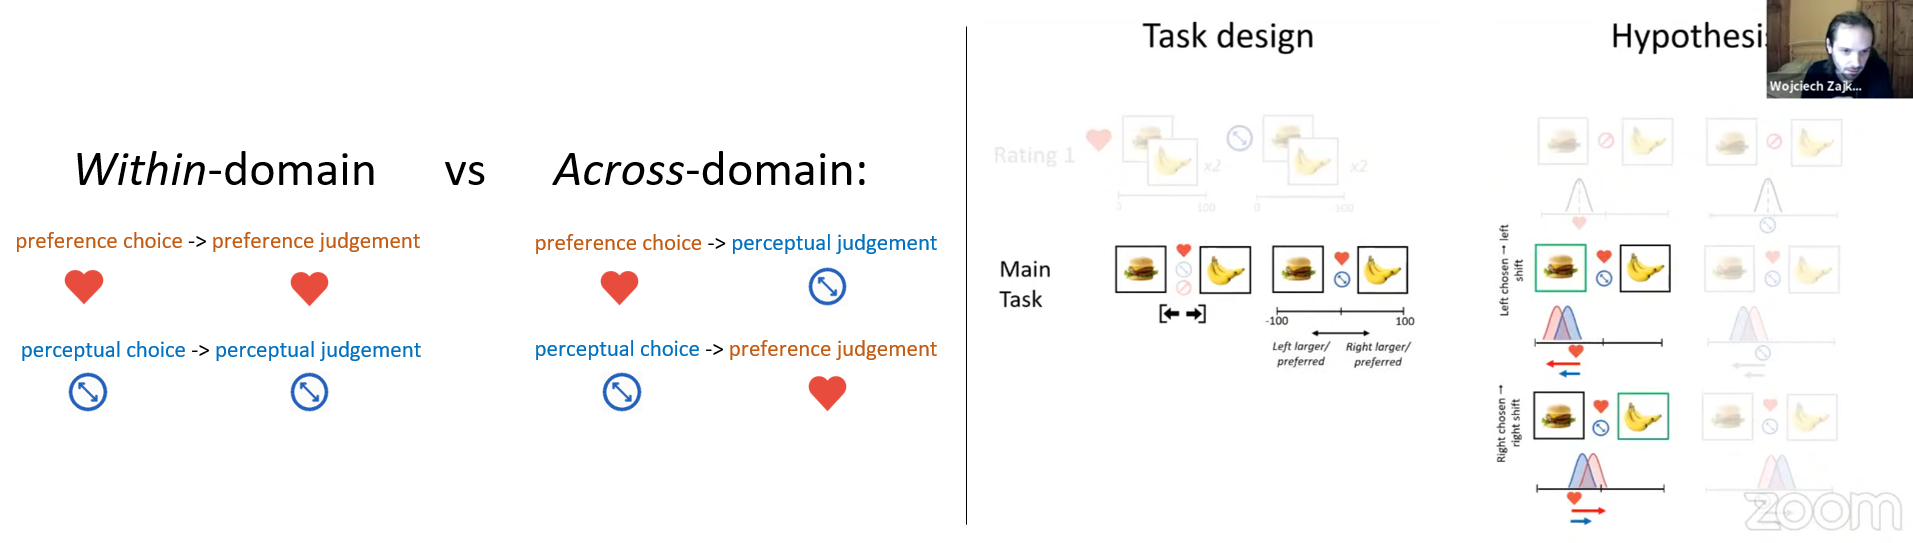 Within-domain vs Across-domain:
preference choice -> preference judgement
perceptual choice -> perceptual judgement
preference choice -> perceptual judgement
perceptual choice -> preference judgement
Task design
Rating 1
x2
0
100
x2
0
100
Main
Task
-100
100
Left larger/
preferred
Right larger/
preferred
Hypothesi
Wojciech Zajk...
Left chosen → left
shift
Right chosen →
right shift
zoom